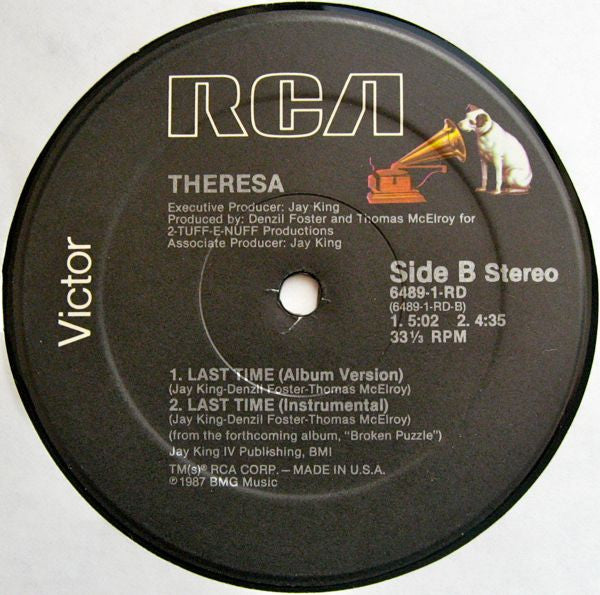 RCA
THERESA
Executive Producer: Jay King
Produced by: Denzil Foster and Thomas McElroy for
2-TUFF-E-NUFF Productions
Associate Producer: Jay King
Victor
Side B Stereo
6489-1-RD
(6489-1-RD-B)
1. 5:02 2. 4:35
33⅓ RPM
1. LAST TIME (Album Version)
(Jay King-Denzil Foster-Thomas McElroy)
2. LAST TIME (Instrumental)
(Jay King-Denzil Foster-Thomas McElroy)
(from the forthcoming album, "Broken Puzzle")
Jay King IV Publishing, BMI
TM(s)® RCA CORP. — MADE IN U.S.A.
℗ 1987 BMG Music